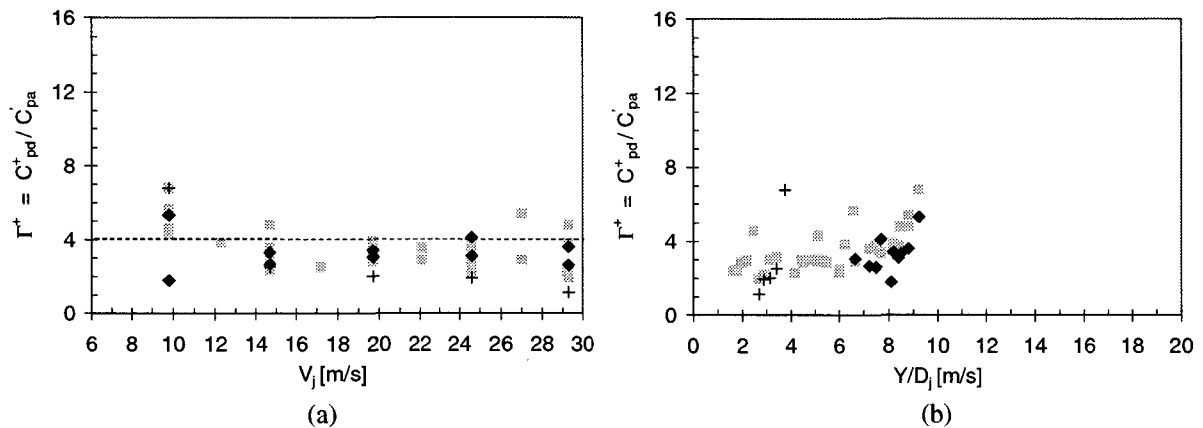 16
12
8
4
0
Γ⁺ = C⁺pd / C'pa
6 8 10 12 14 16 18 20 22 24 26 28 30
Vj [m/s]
(a)
16
12
8
4
0
Γ⁺ = C⁺pd / C'pa
0 2 4 6 8 10 12 14 16 18 20
Y/Dj [m/s]
(b)